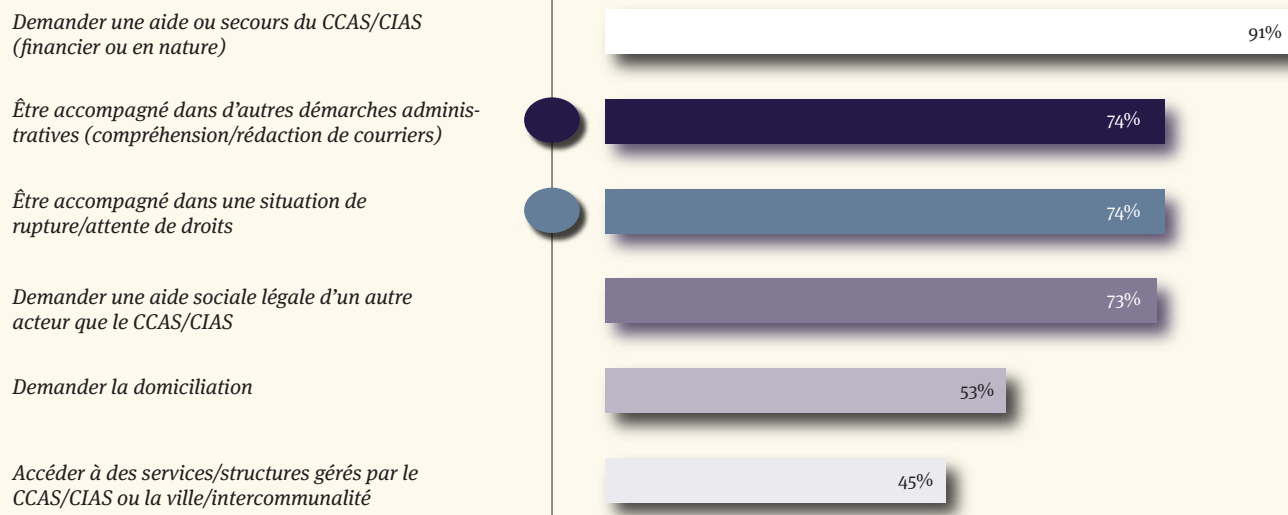 Demander une aide ou secours du CCAS/CIAS
(financier ou en nature)
91%
Être accompagné dans d’autres démarches adminis-
tratives (compréhension/rédaction de courriers)
74%
Être accompagné dans une situation de
rupture/attente de droits
74%
Demander une aide sociale légale d’un autre
acteur que le CCAS/CIAS
73%
Demander la domiciliation
53%
Accéder à des services/structures gérés par le
CCAS/CIAS ou la ville/intercommunalité
45%